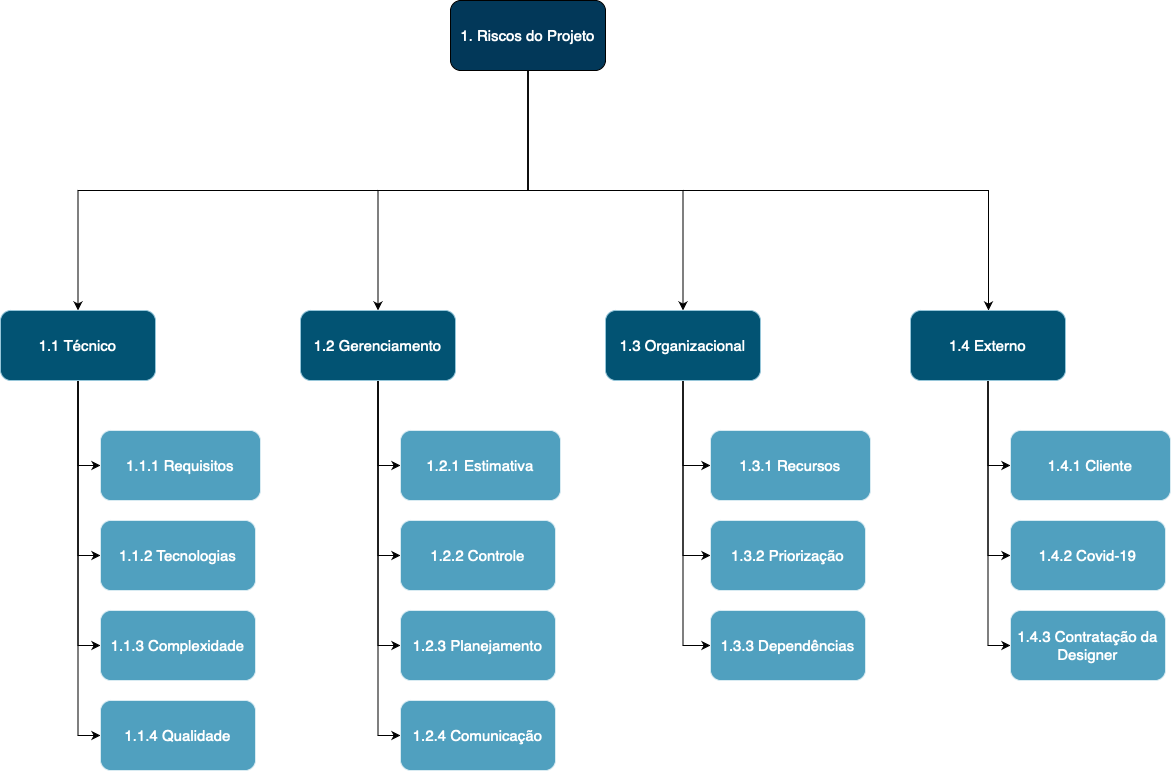 1. Riscos do Projeto
1.1 Técnico
1.2 Gerenciamento
1.3 Organizacional
1.4 Externo
1.1.1 Requisitos
1.2.1 Estimativa
1.3.1 Recursos
1.4.1 Cliente
1.1.2 Tecnologias
1.2.2 Controle
1.3.2 Priorização
1.4.2 Covid-19
1.1.3 Complexidade
1.2.3 Planejamento
1.3.3 Dependências
1.4.3 Contratação da
Designer
1.1.4 Qualidade
1.2.4 Comunicação